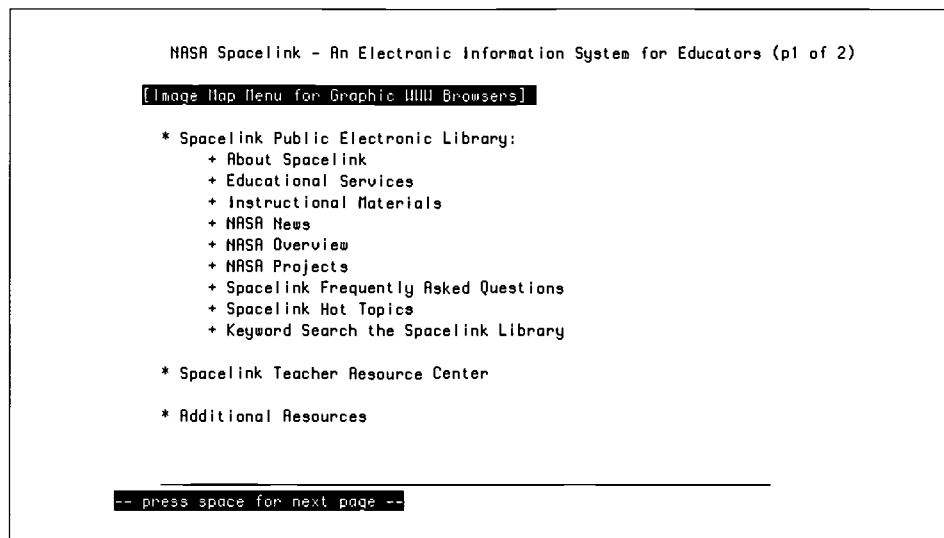 NASA Spacelink - An Electronic Information System for Educators (p1 of 2)
[Image Map Menu for Graphic WWW Browsers]
* Spacelink Public Electronic Library:
+ About Spacelink
+ Educational Services
+ Instructional Materials
+ NASA News
+ NASA Overview
+ NASA Projects
+ Spacelink Frequently Asked Questions
+ Spacelink Hot Topics
+ Keyword Search the Spacelink Library
* Spacelink Teacher Resource Center
* Additional Resources
-- press space for next page --